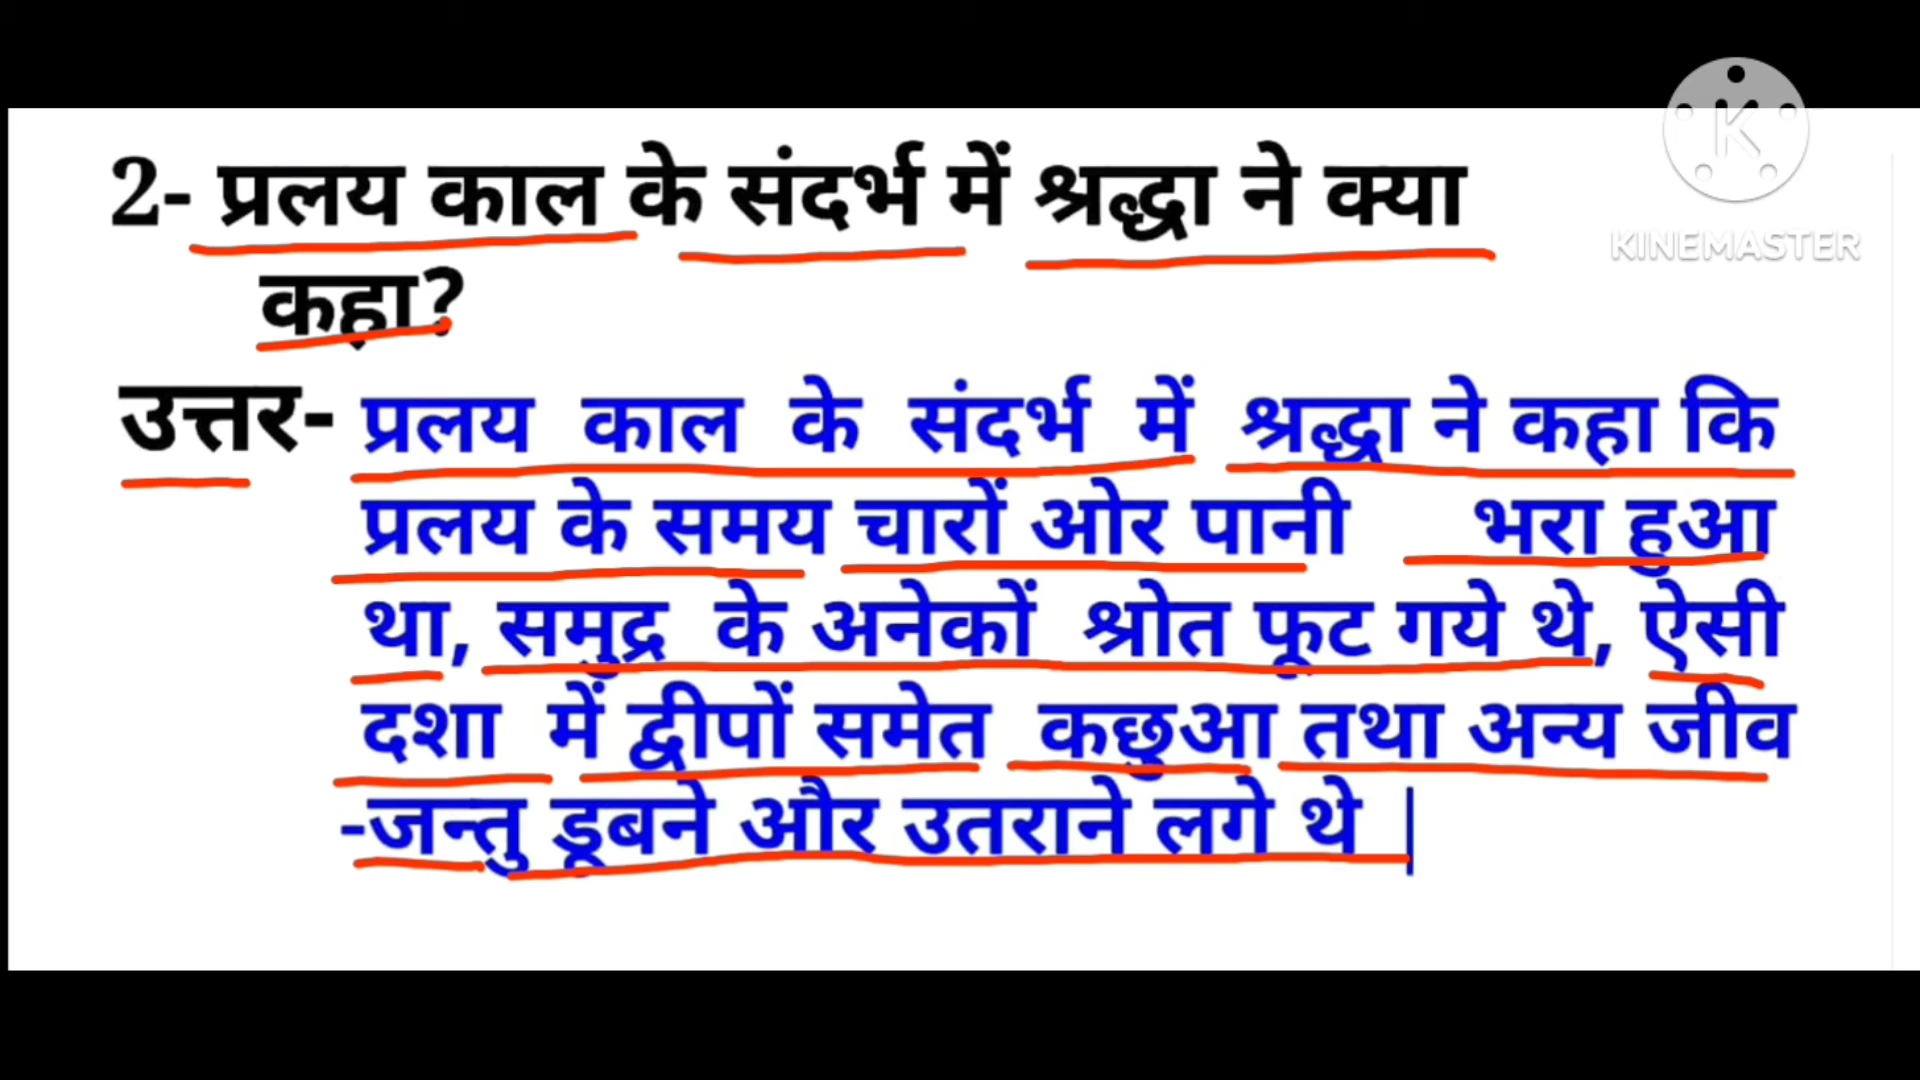 2- प्रलय काल के संदर्भ में श्रद्धा ने क्या
कहा?
उत्तर- प्रलय काल के संदर्भ में श्रद्धा ने कहा कि
प्रलय के समय चारों ओर पानी भरा हुआ
था, समुद्र के अनेकों श्रोत फूट गये थे, ऐसी
दशा में द्वीपों समेत कछुआ तथा अन्य जीव
-जन्तु डूबने और उतराने लगे थे |
K
KINEMASTER